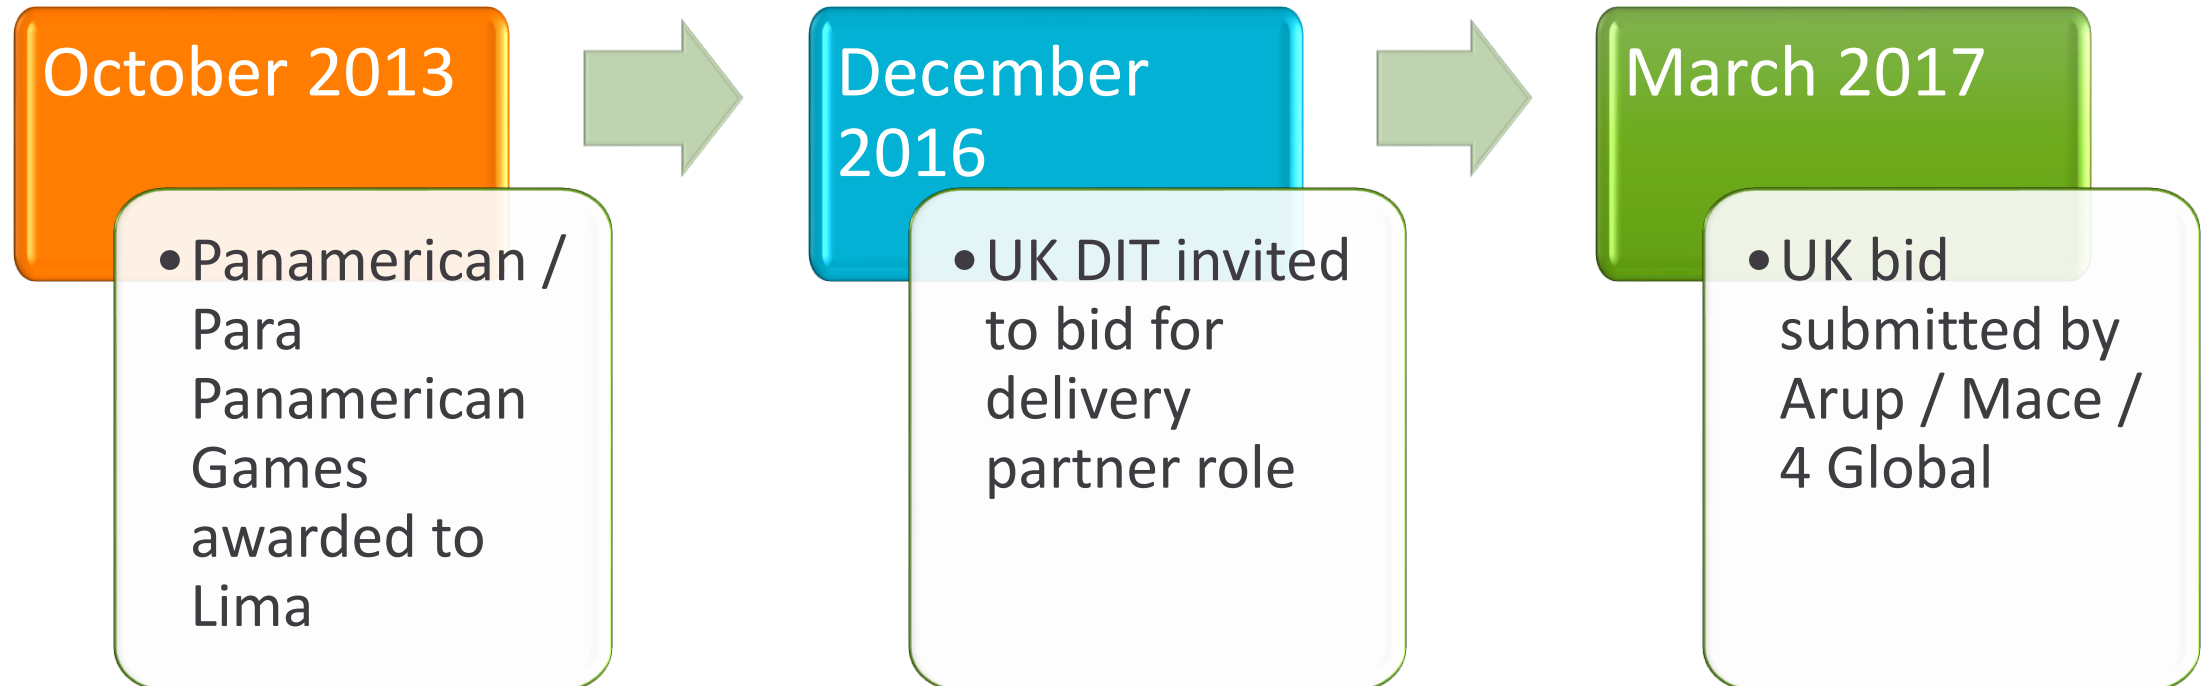 October 2013
•Panamerican /
Para
Panamerican
Games
awarded to
Lima
December
2016
•UK DIT invited
to bid for
delivery
partner role
March 2017
•UK bid
submitted by
Arup / Mace /
4 Global